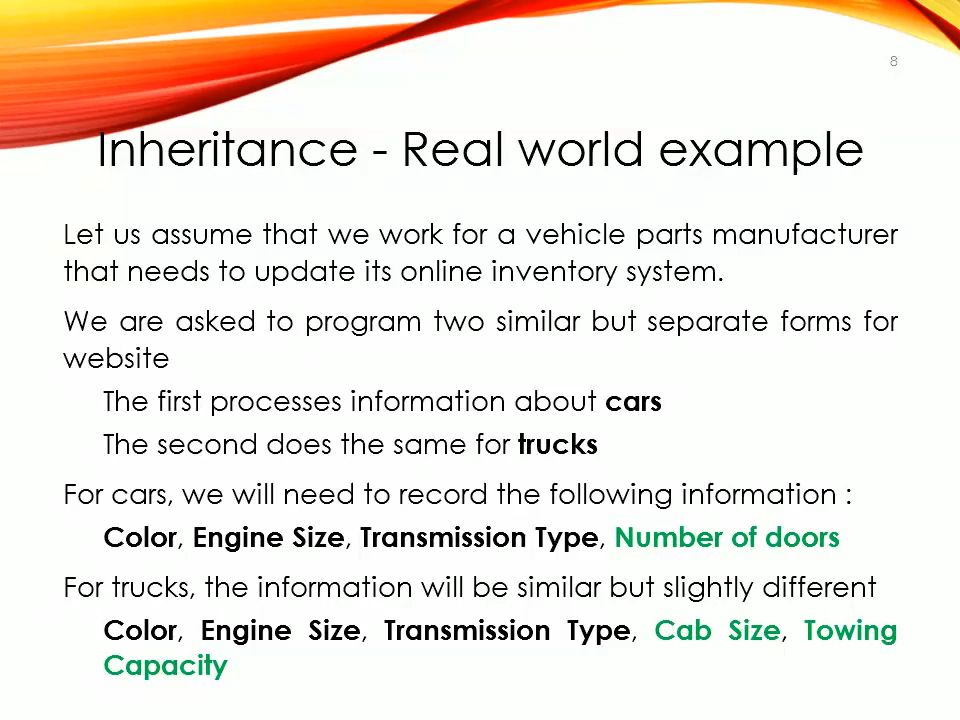 8
Inheritance - Real world example
Let us assume that we work for a vehicle parts manufacturer
that needs to update its online inventory system.
We are asked to program two similar but separate forms for
website
The first processes information about cars
The second does the same for trucks
For cars, we will need to record the following information :
Color, Engine Size, Transmission Type, Number of doors
For trucks, the information will be similar but slightly different
Color, Engine Size, Transmission Type, Cab Size, Towing
Capacity